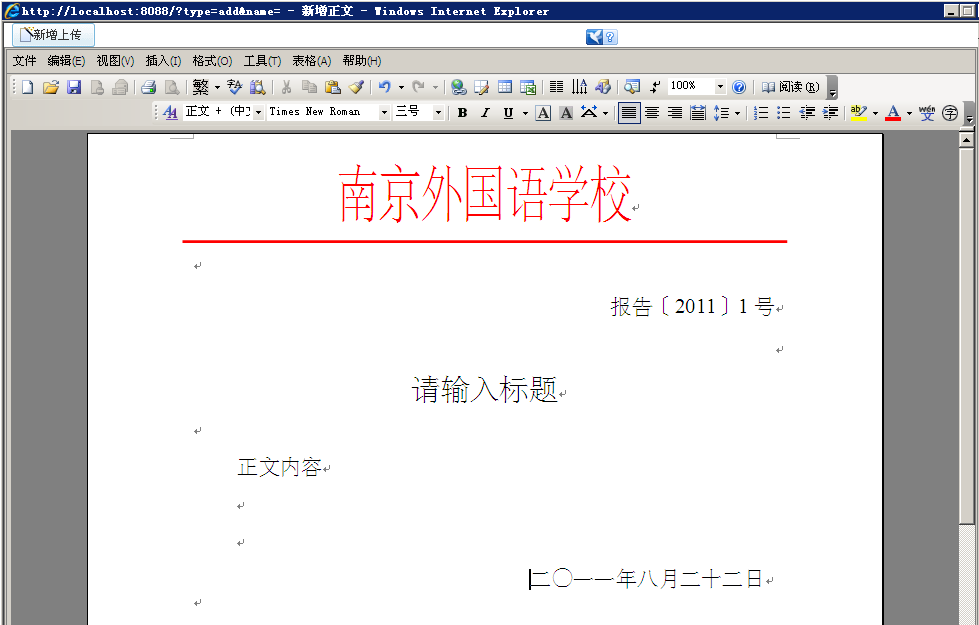 http://localhost:8088/?type=add&name= - 新增正文 - Windows Internet Explorer
新增上传
文件 编辑(E) 视图(V) 插入(I) 格式(O) 工具(T) 表格(A) 帮助(H)
繁 100% 阅读(R)
正文 + (中文 Times New Roman 三号 B I U A A A wén 字
南京外国语学校
报告〔2011〕1 号
请输入标题
正文内容
二〇一一年八月二十二日